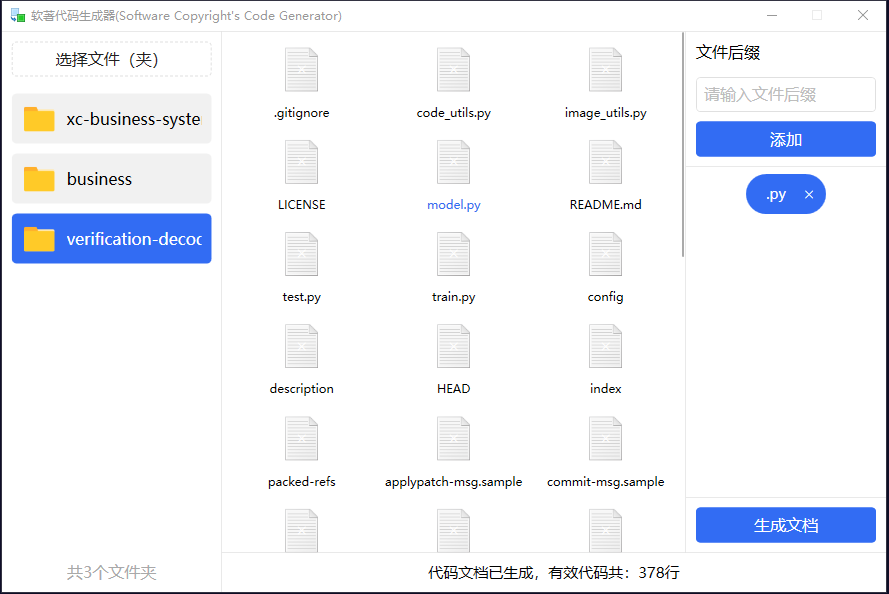 软著代码生成器(Software Copyright's Code Generator)
选择文件（夹）
xc-business-syste
business
verification-decoc
共3个文件夹
.gitignore
code_utils.py
image_utils.py
LICENSE
model.py
README.md
test.py
train.py
config
description
HEAD
index
packed-refs
applypatch-msg.sample
commit-msg.sample
代码文档已生成，有效代码共：378行
文件后缀
请输入文件后缀
添加
.py ×
生成文档